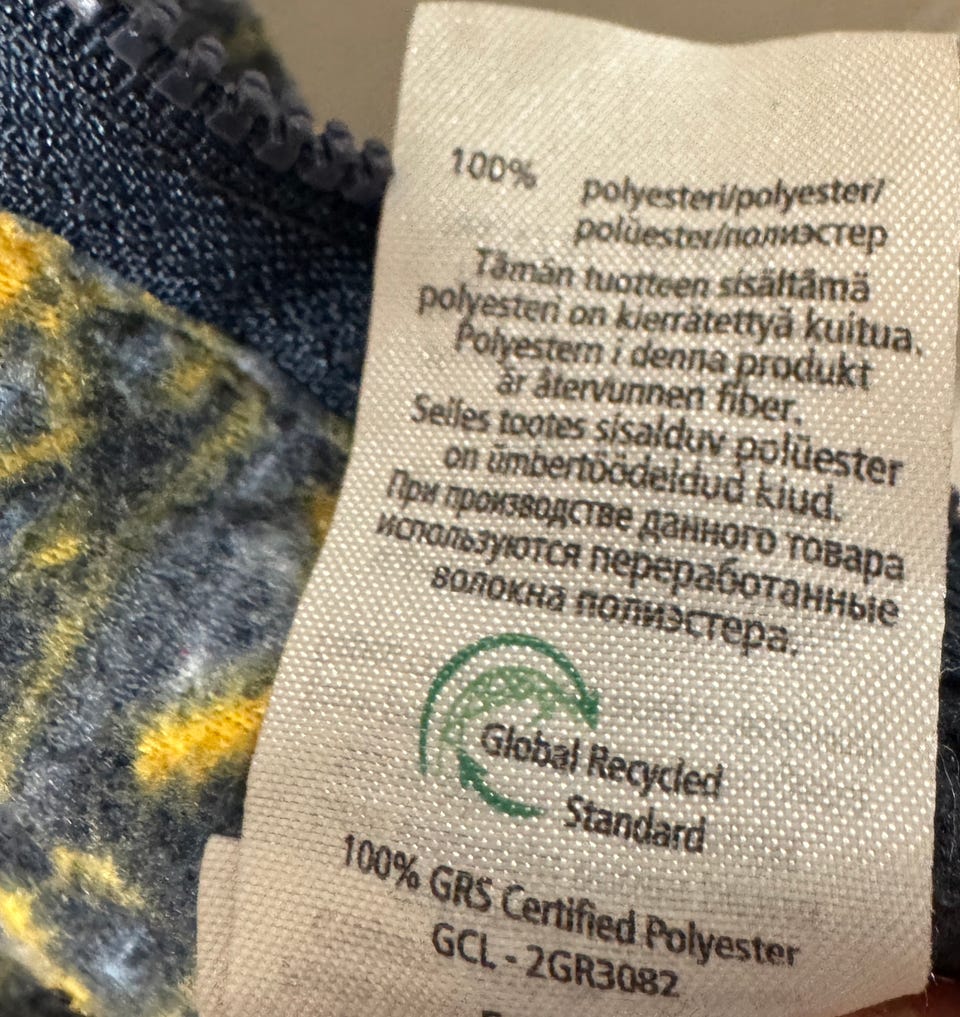 100% polyesteri/polyester/
polüester/полиэстер
Tämän tuotteen sisältämä
polyesteri on kierrätettyä kuitua.
Polyestern i denna produkt
är återvunnen fiber.
Selles tootes sisalduv polüester
on ümbertöödeldud kiud.
При производстве данного товара
используются переработанные
волокна полиэстера.
Global Recycled
Standard
100% GRS Certified Polyester
GCL - 2GR3082